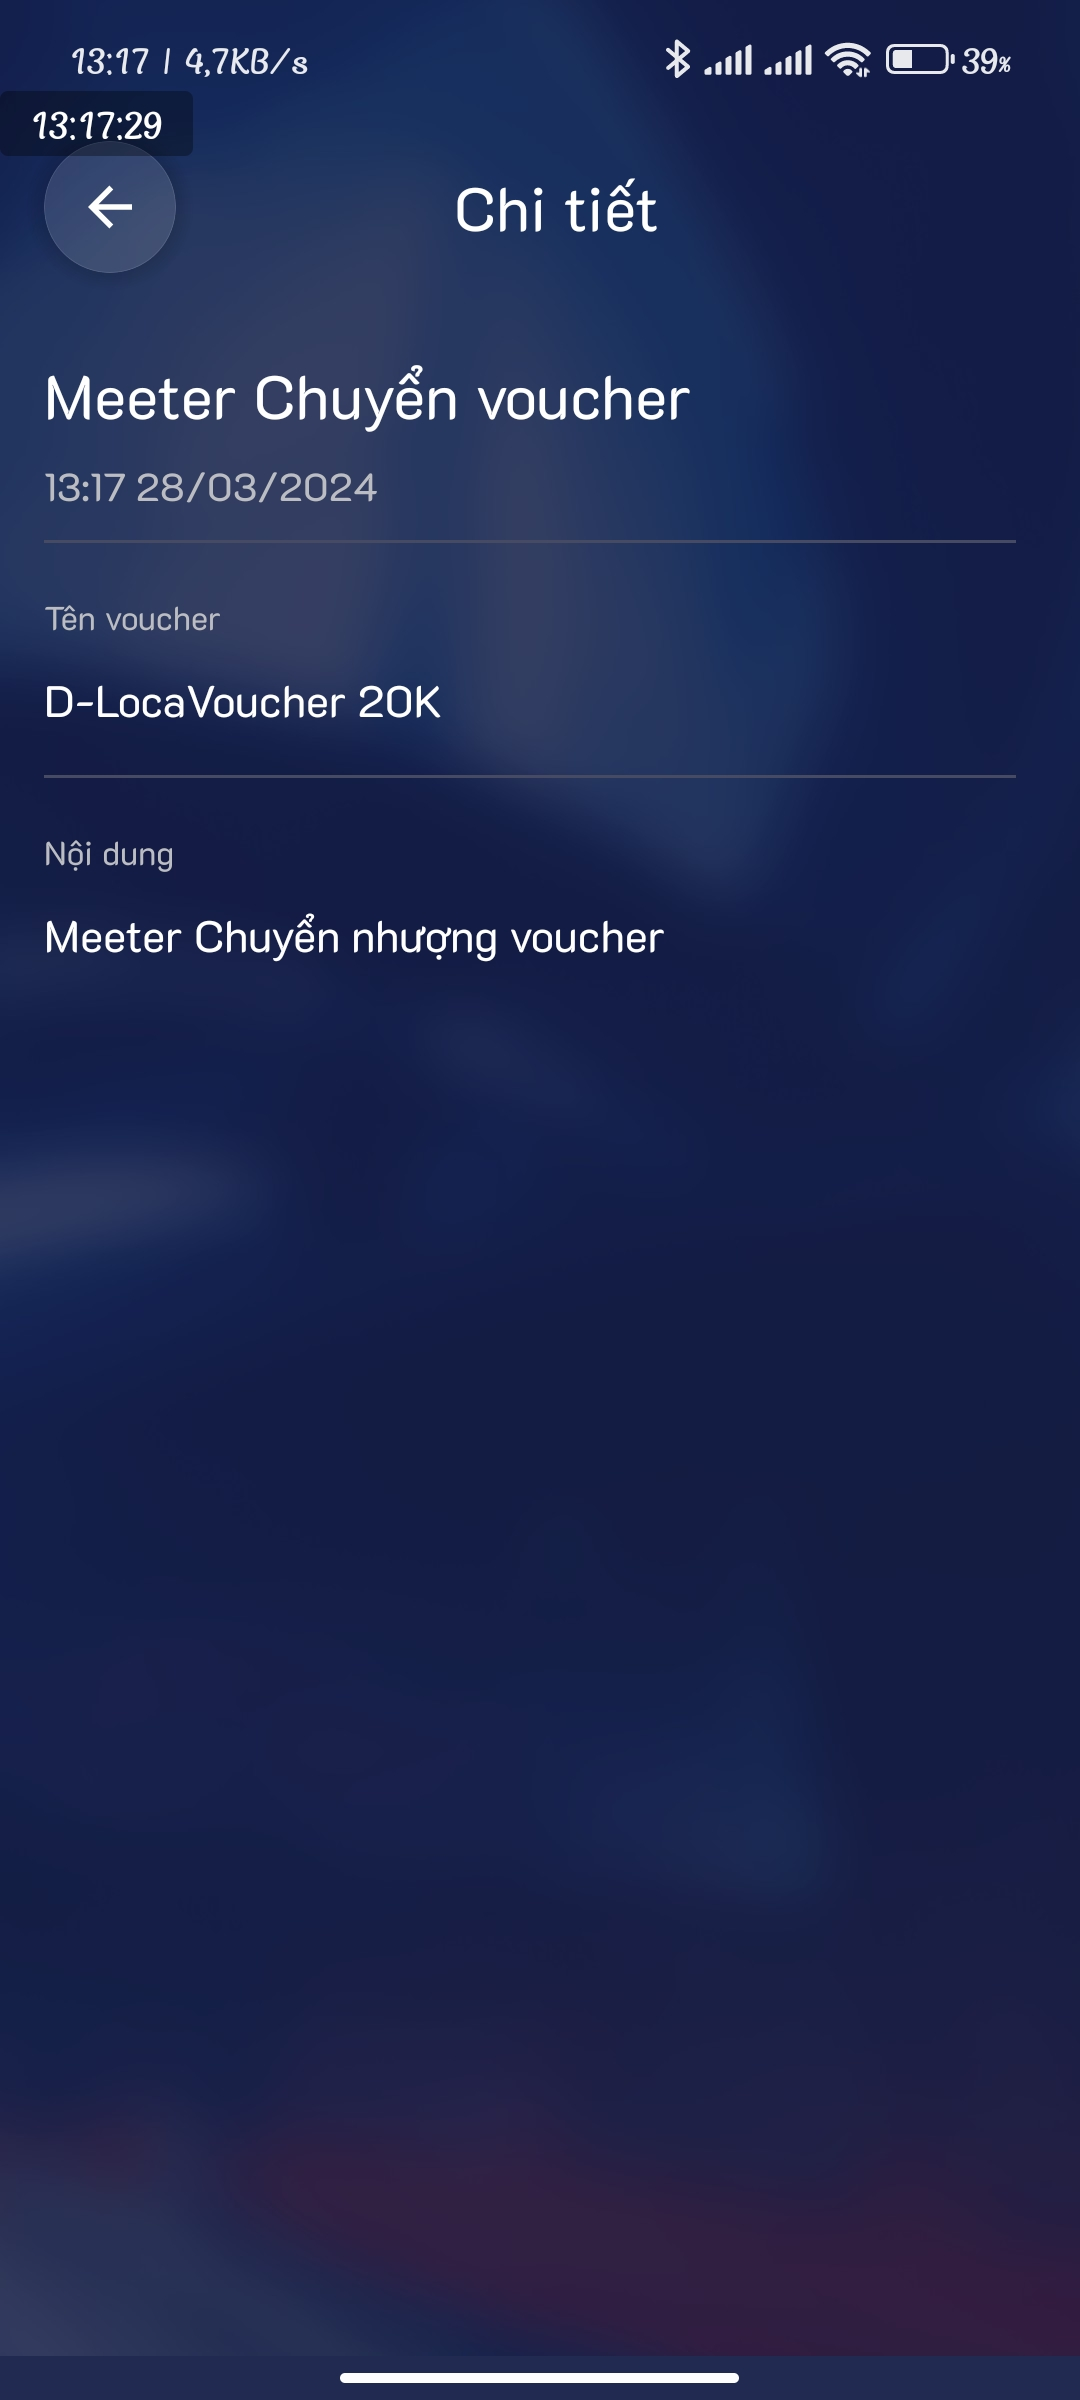 13:17 | 4,7KB/s 39%
13:17:29
Chi tiết
Meeter Chuyển voucher
13:17 28/03/2024
Tên voucher
D-LocaVoucher 20K
Nội dung
Meeter Chuyển nhượng voucher